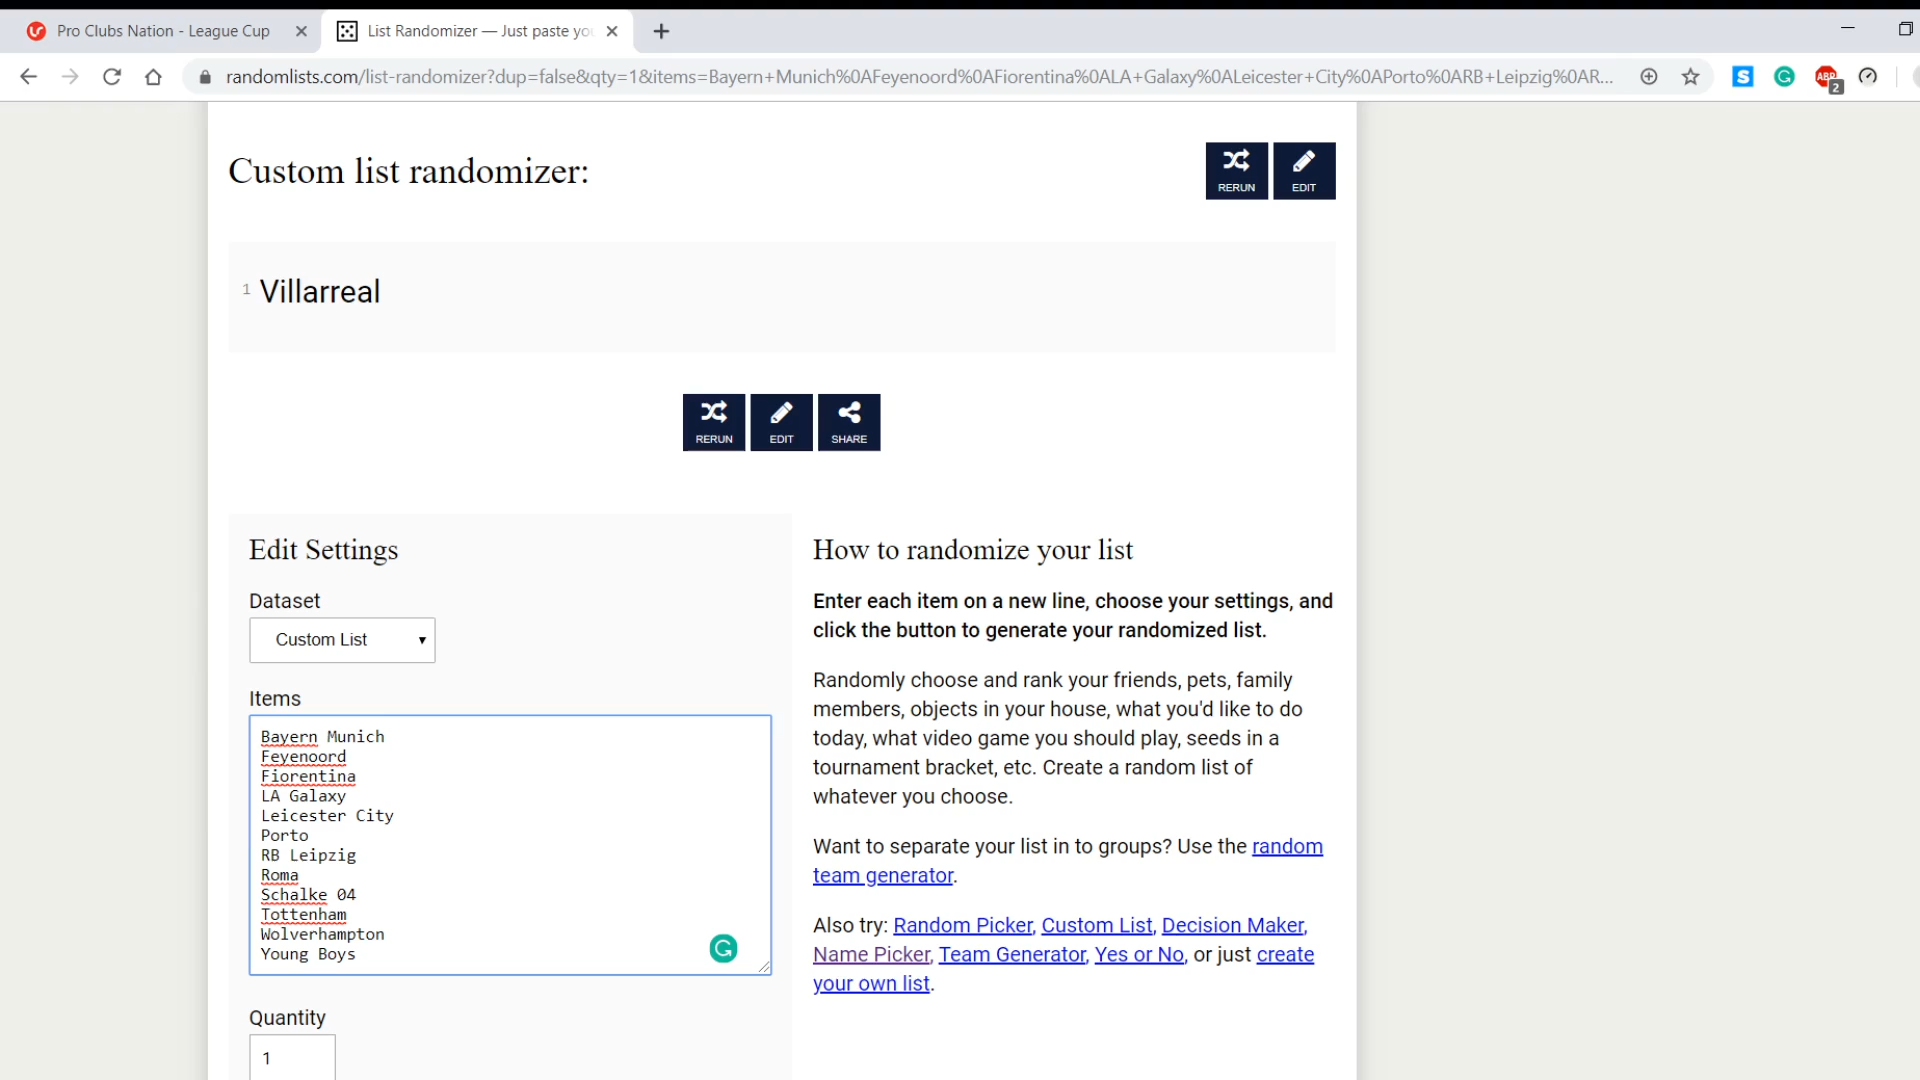 Pro Clubs Nation - League Cup
List Randomizer — Just paste yo
randomlists.com/list-randomizer?dup=false&qty=1&items=Bayern+Munich%0AFeyenoord%0AFiorentina%0ALA+Galaxy%0ALeicester+City%0APorto%0ARB+Leipzig%0AR...
S
G
ABP
2
Custom list randomizer:
RERUN
EDIT
1 Villarreal
RERUN
EDIT
SHARE
Edit Settings
Dataset
Custom List
Items
Bayern Munich
Feyenoord
Fiorentina
LA Galaxy
Leicester City
Porto
RB Leipzig
Roma
Schalke 04
Tottenham
Wolverhampton
Young Boys
G
Quantity
1
How to randomize your list
Enter each item on a new line, choose your settings, and
click the button to generate your randomized list.
Randomly choose and rank your friends, pets, family
members, objects in your house, what you'd like to do
today, what video game you should play, seeds in a
tournament bracket, etc. Create a random list of
whatever you choose.
Want to separate your list in to groups? Use the random
team generator.
Also try: Random Picker, Custom List, Decision Maker,
Name Picker, Team Generator, Yes or No, or just create
your own list.